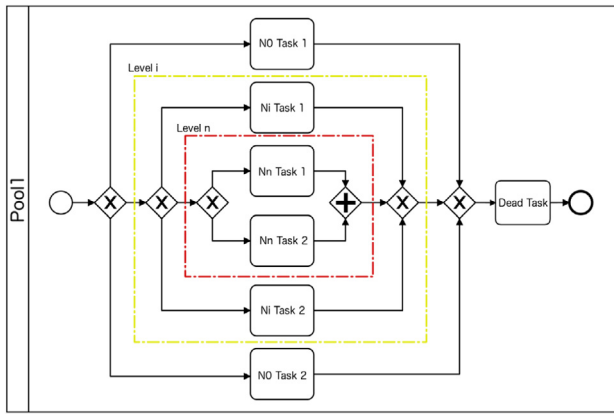 Pool1
N0 Task 1
Level i
Ni Task 1
Level n
Nn Task 1
X
X
X
X
X
Dead Task
Nn Task 2
Ni Task 2
N0 Task 2